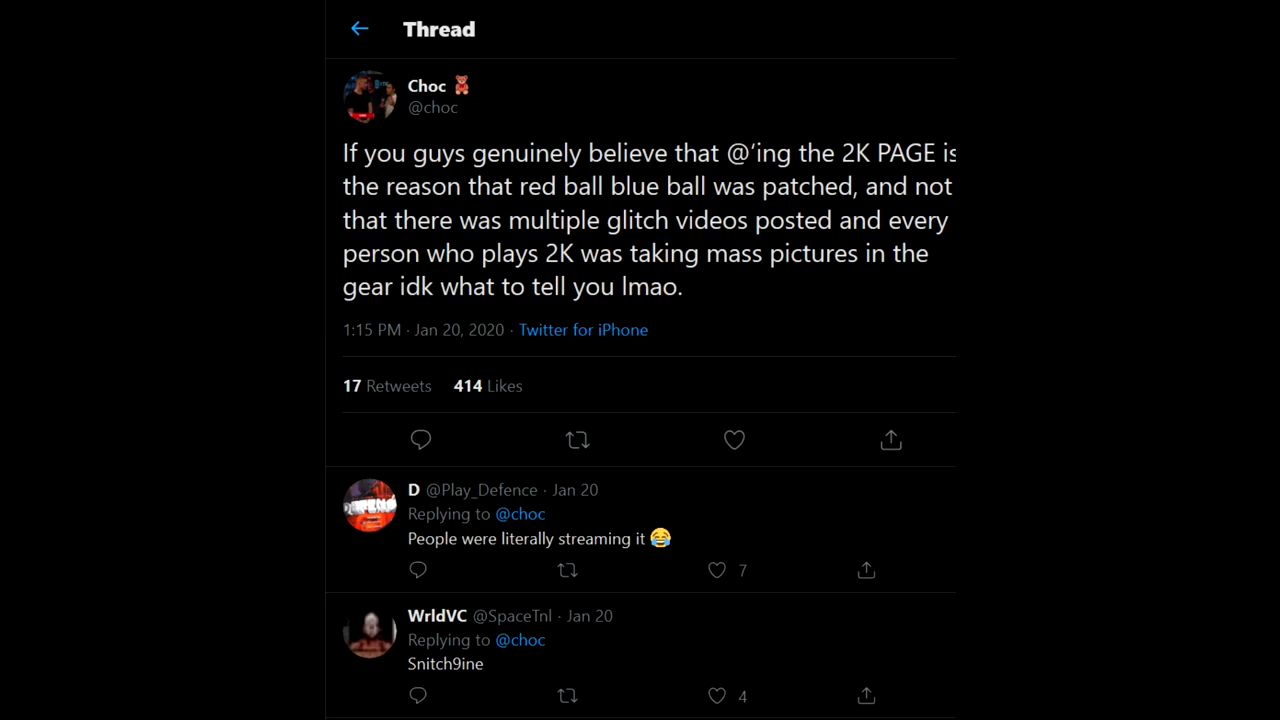 Thread
Choc 🧸
@choc
If you guys genuinely believe that @‘ing the 2K PAGE is
the reason that red ball blue ball was patched, and not
that there was multiple glitch videos posted and every
person who plays 2K was taking mass pictures in the
gear idk what to tell you lmao.
1:15 PM · Jan 20, 2020 · Twitter for iPhone
17 Retweets 414 Likes
D @Play_Defence · Jan 20
Replying to @choc
People were literally streaming it 😂
7
WrldVC @SpaceTnl · Jan 20
Replying to @choc
Snitch9ine
4